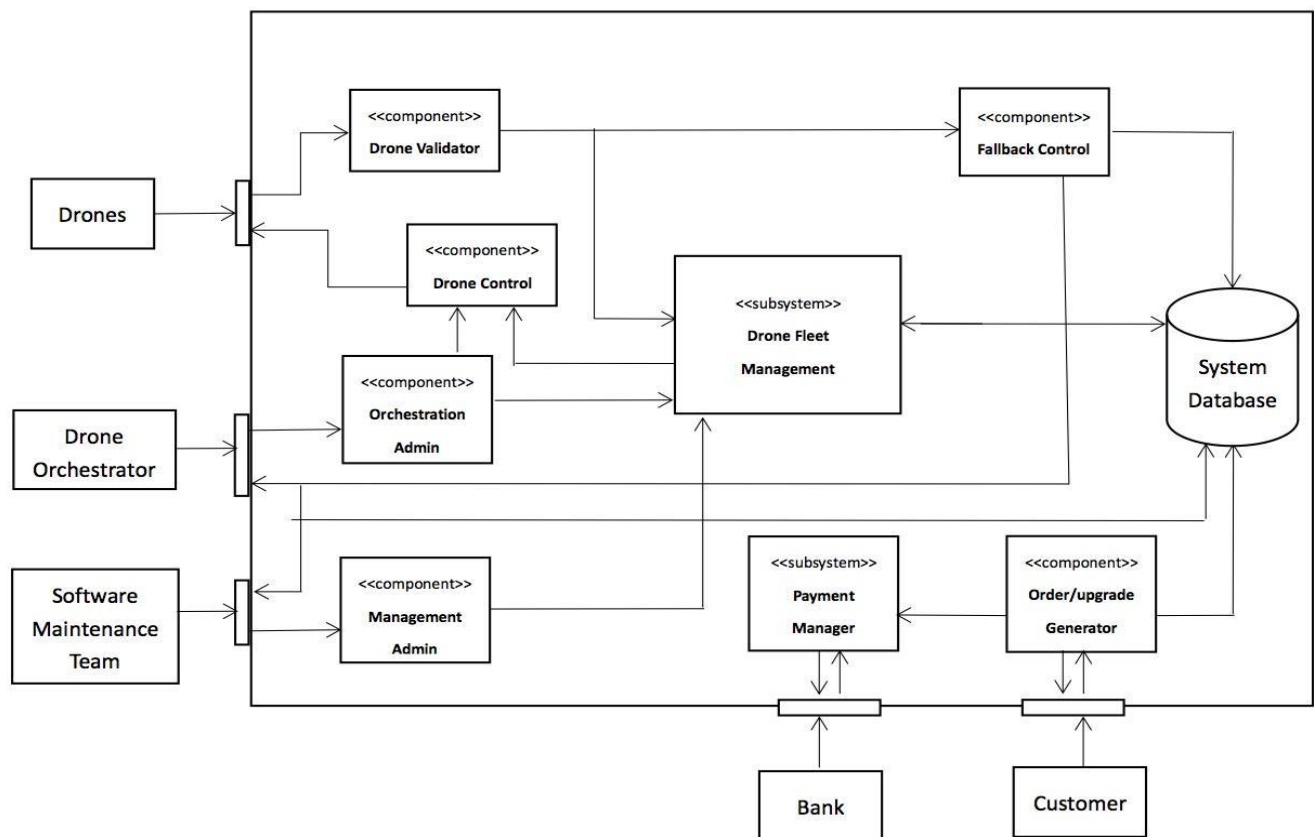 <<component>>
Drone Validator
<<component>>
Fallback Control
Drones
<<component>>
Drone Control
<<subsystem>>
Drone Fleet
Management
System
Database
<<component>>
Orchestration
Admin
Drone
Orchestrator
<<subsystem>>
Payment
Manager
<<component>>
Order/upgrade
Generator
<<component>>
Management
Admin
Software
Maintenance
Team
Bank
Customer